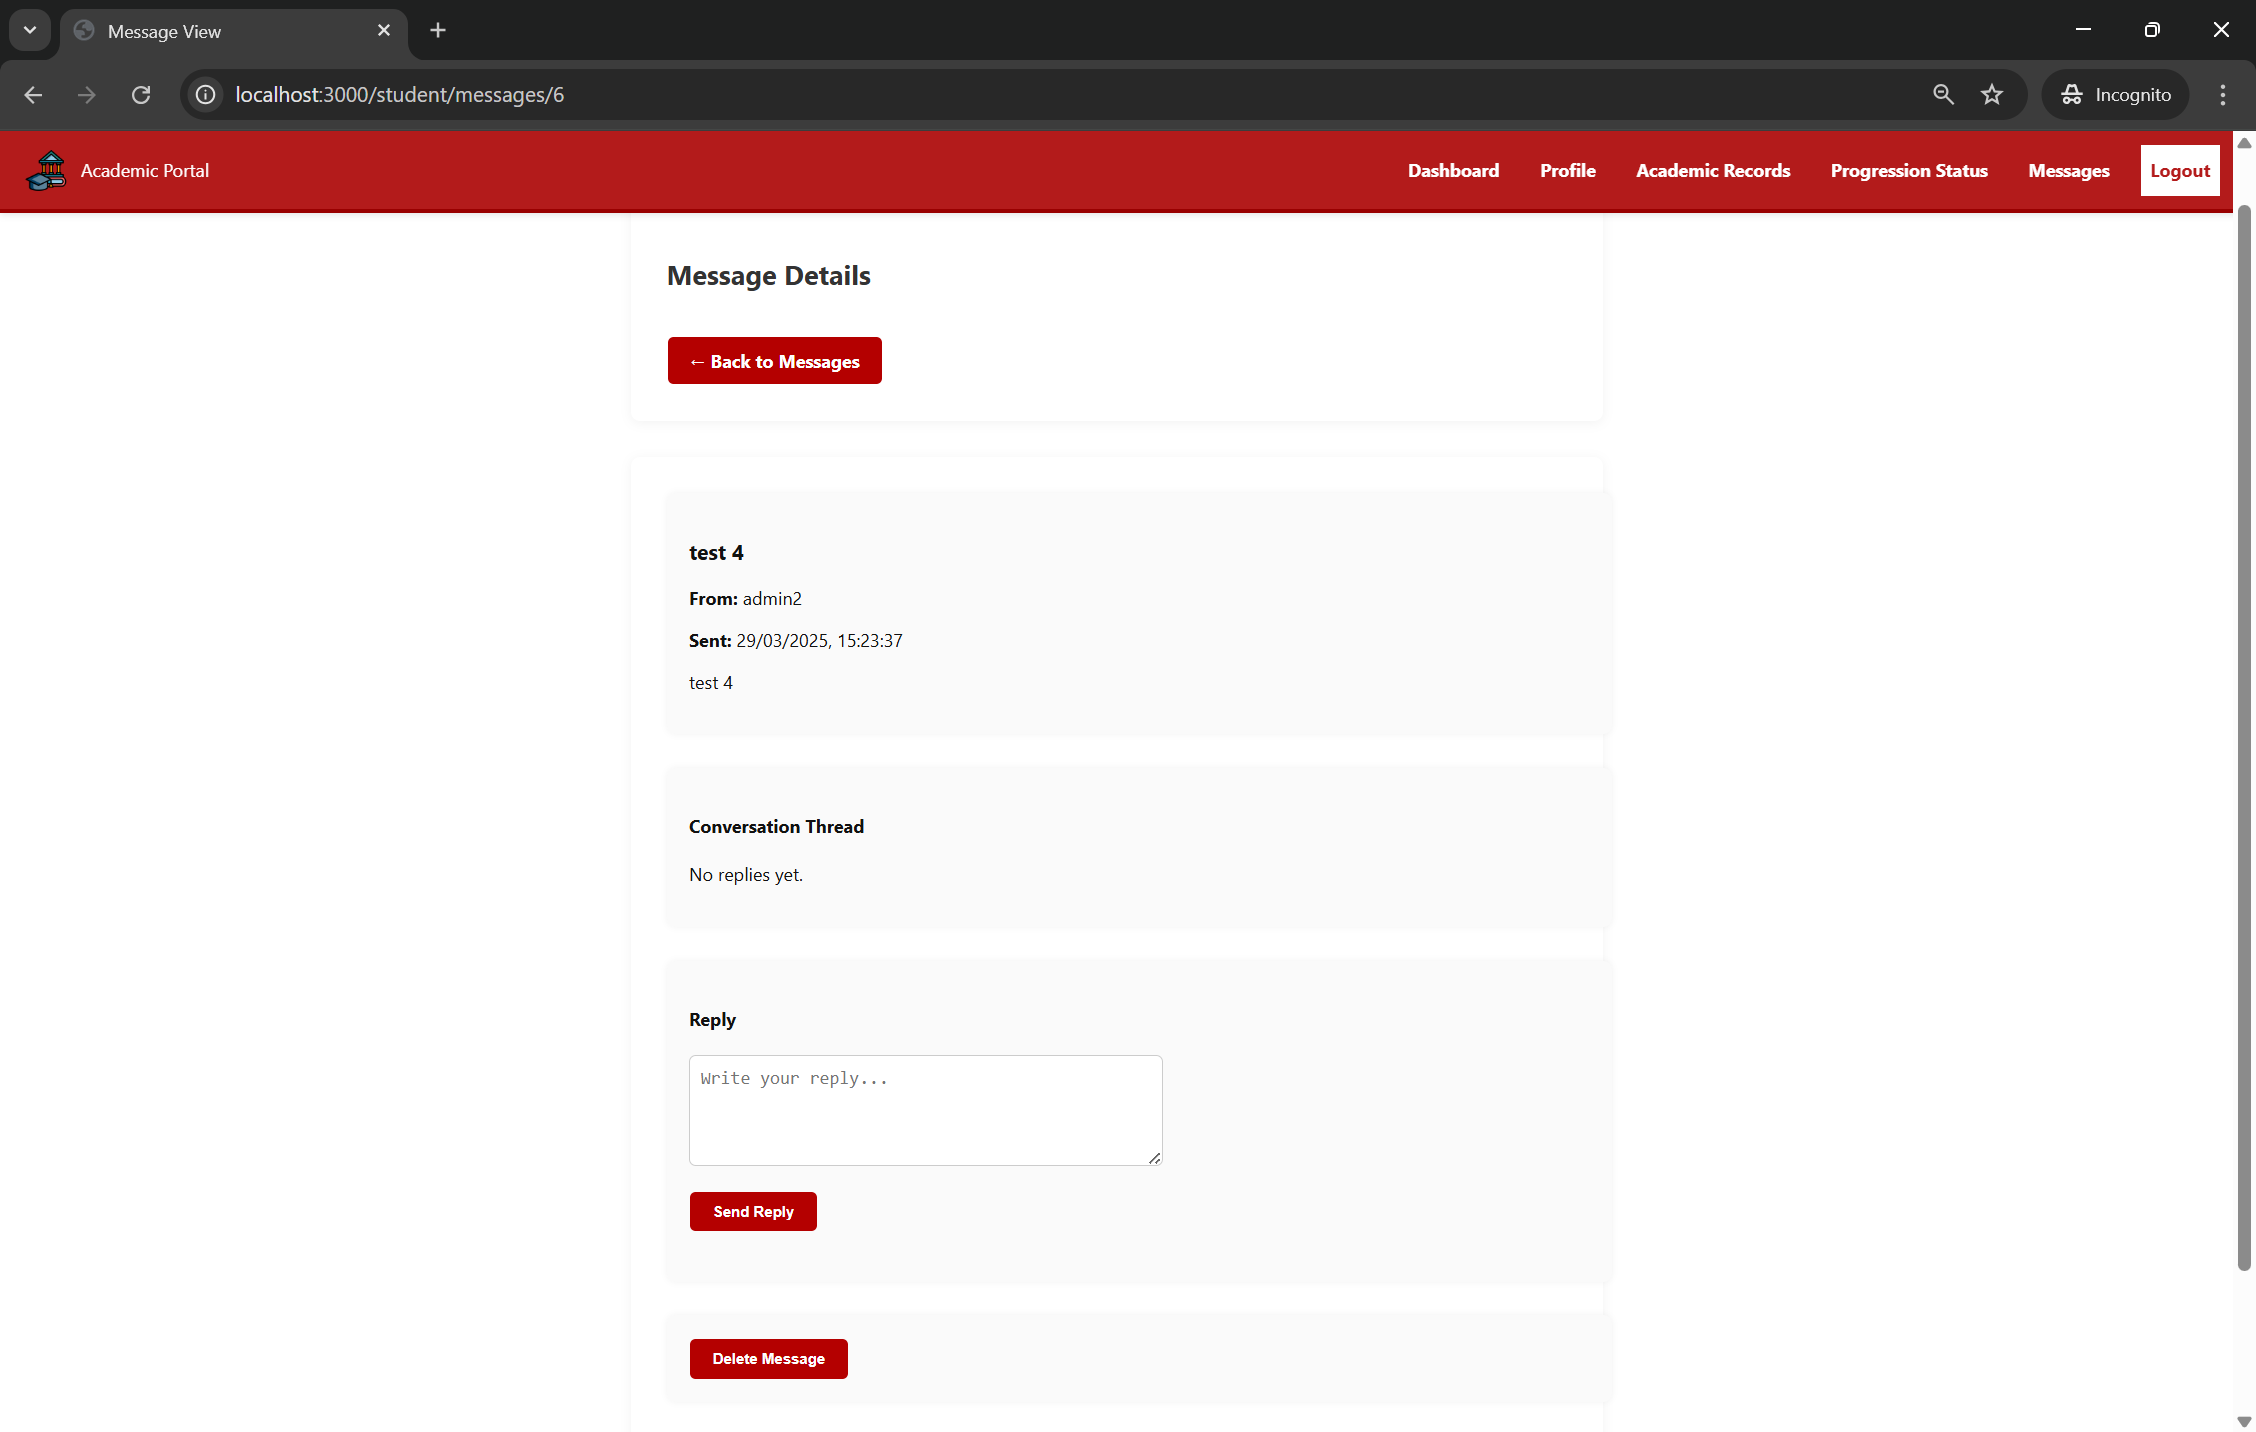 Message View
localhost:3000/student/messages/6
Incognito
Academic Portal
Dashboard
Profile
Academic Records
Progression Status
Messages
Logout
Message Details
← Back to Messages
test 4
From: admin2
Sent: 29/03/2025, 15:23:37
test 4
Conversation Thread
No replies yet.
Reply
Write your reply...
Send Reply
Delete Message